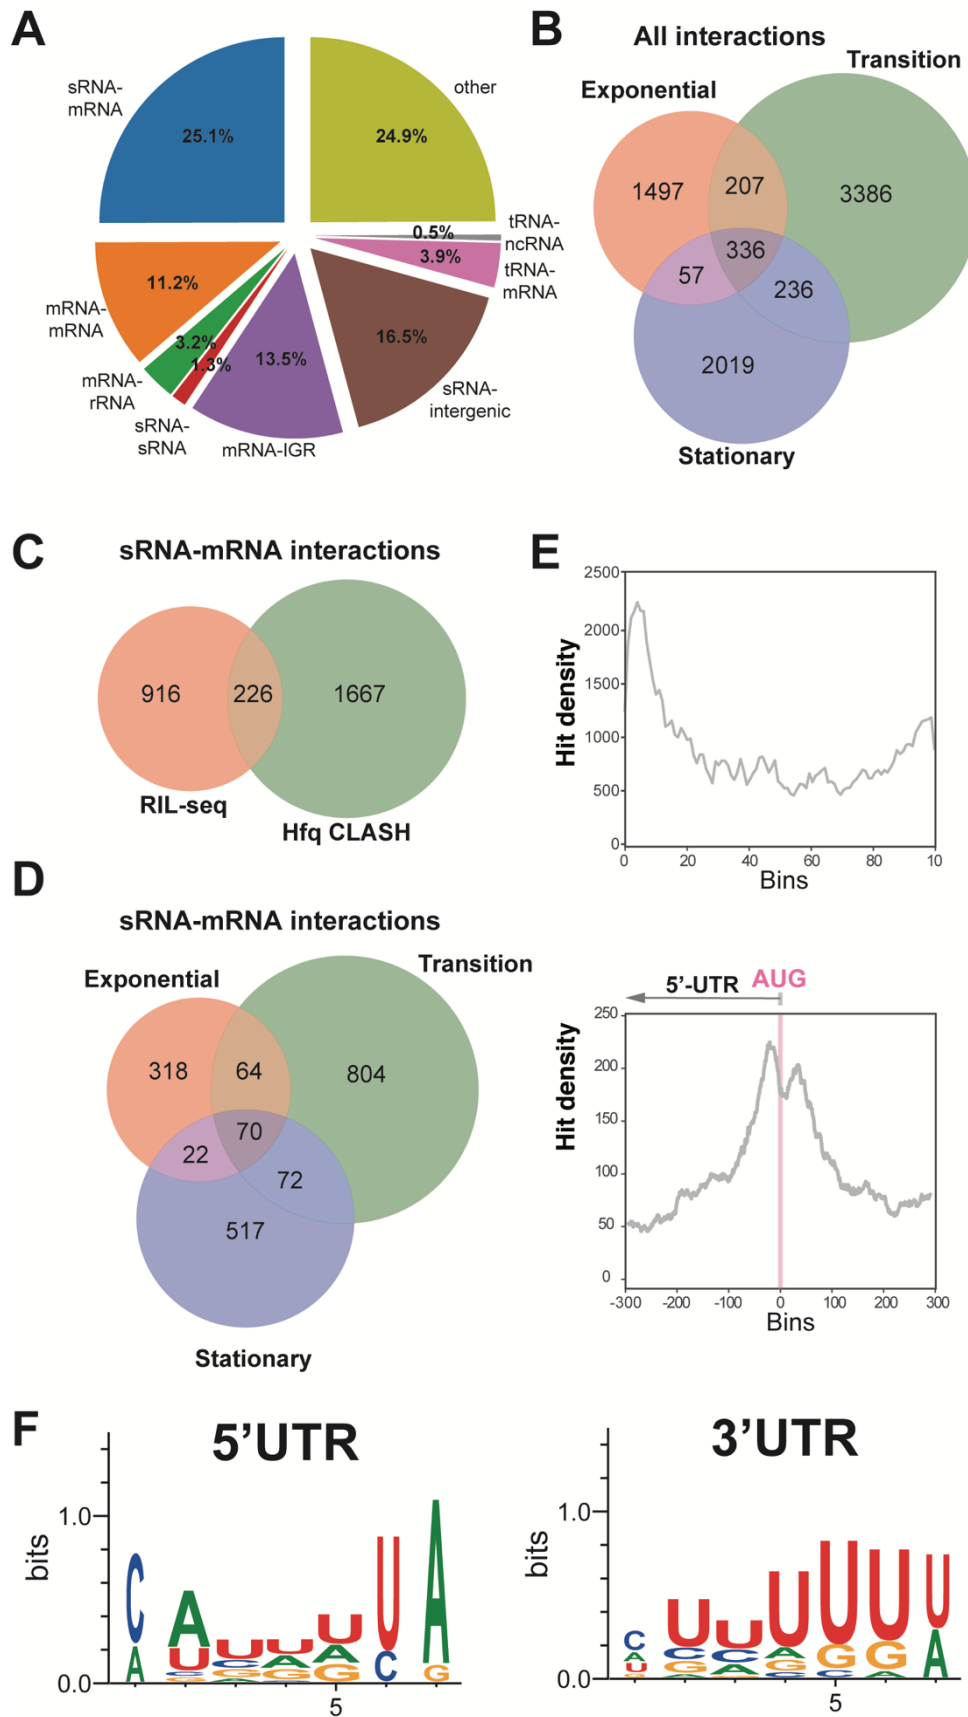 A
sRNA-
mRNA
25.1%
other
24.9%
tRNA-
ncRNA
0.5%
3.9%
tRNA-
mRNA
11.2%
mRNA-
mRNA
3.2%
1.3%
13.5%
16.5%
mRNA-
rRNA
sRNA-
sRNA
mRNA-IGR
sRNA-
intergenic
B
All interactions
Transition
Exponential
1497
207
3386
336
57
236
2019
Stationary
C
sRNA-mRNA interactions
916
226
1667
RIL-seq
Hfq CLASH
D
sRNA-mRNA interactions
Exponential
Transition
318
64
804
70
22
72
517
Stationary
E
Hit density
2500
2000
1500
1000
500
0
0 20 40 60 80 10
Bins
5'-UTR AUG
Hit density
250
200
150
100
50
0
-300 -200 -100 0 100 200 300
Bins
F
5'UTR
bits
1.0
0.0
5
3'UTR
bits
1.0
0.0
5